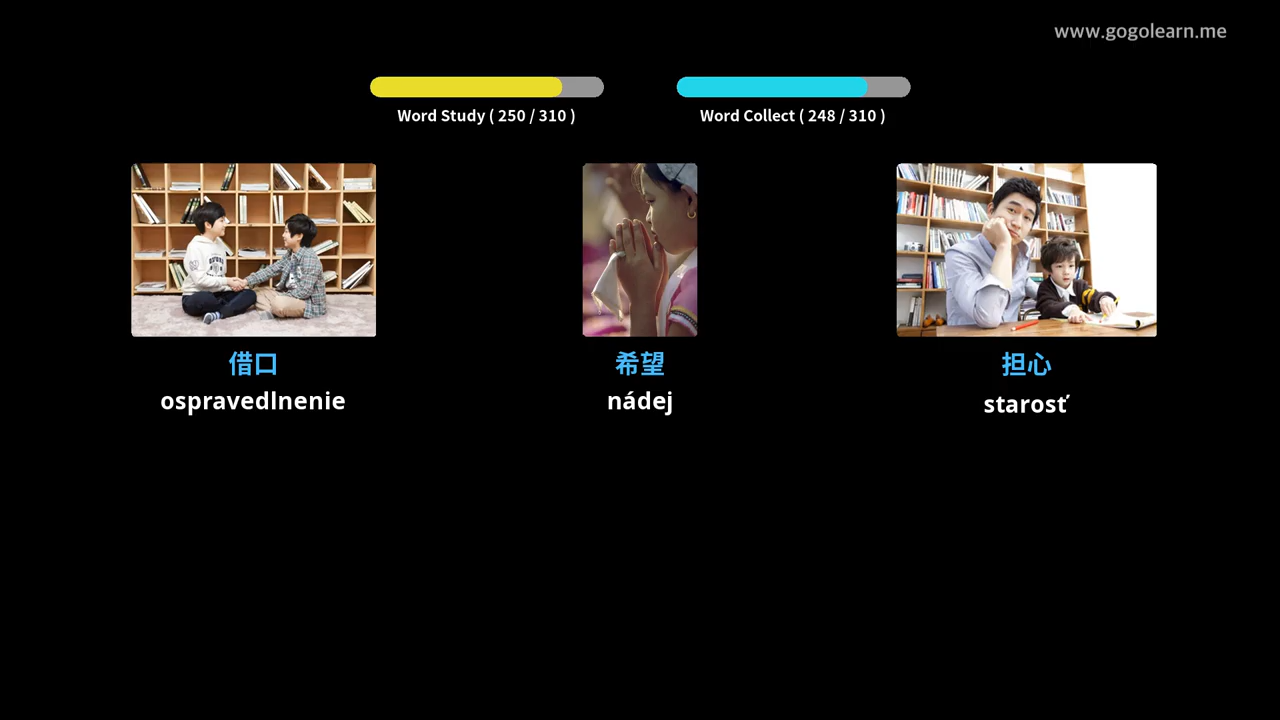 www.gogolearn.me
Word Study ( 250 / 310 )
Word Collect ( 248 / 310 )
借口
希望
担心
ospravedlnenie
nádej
starosť